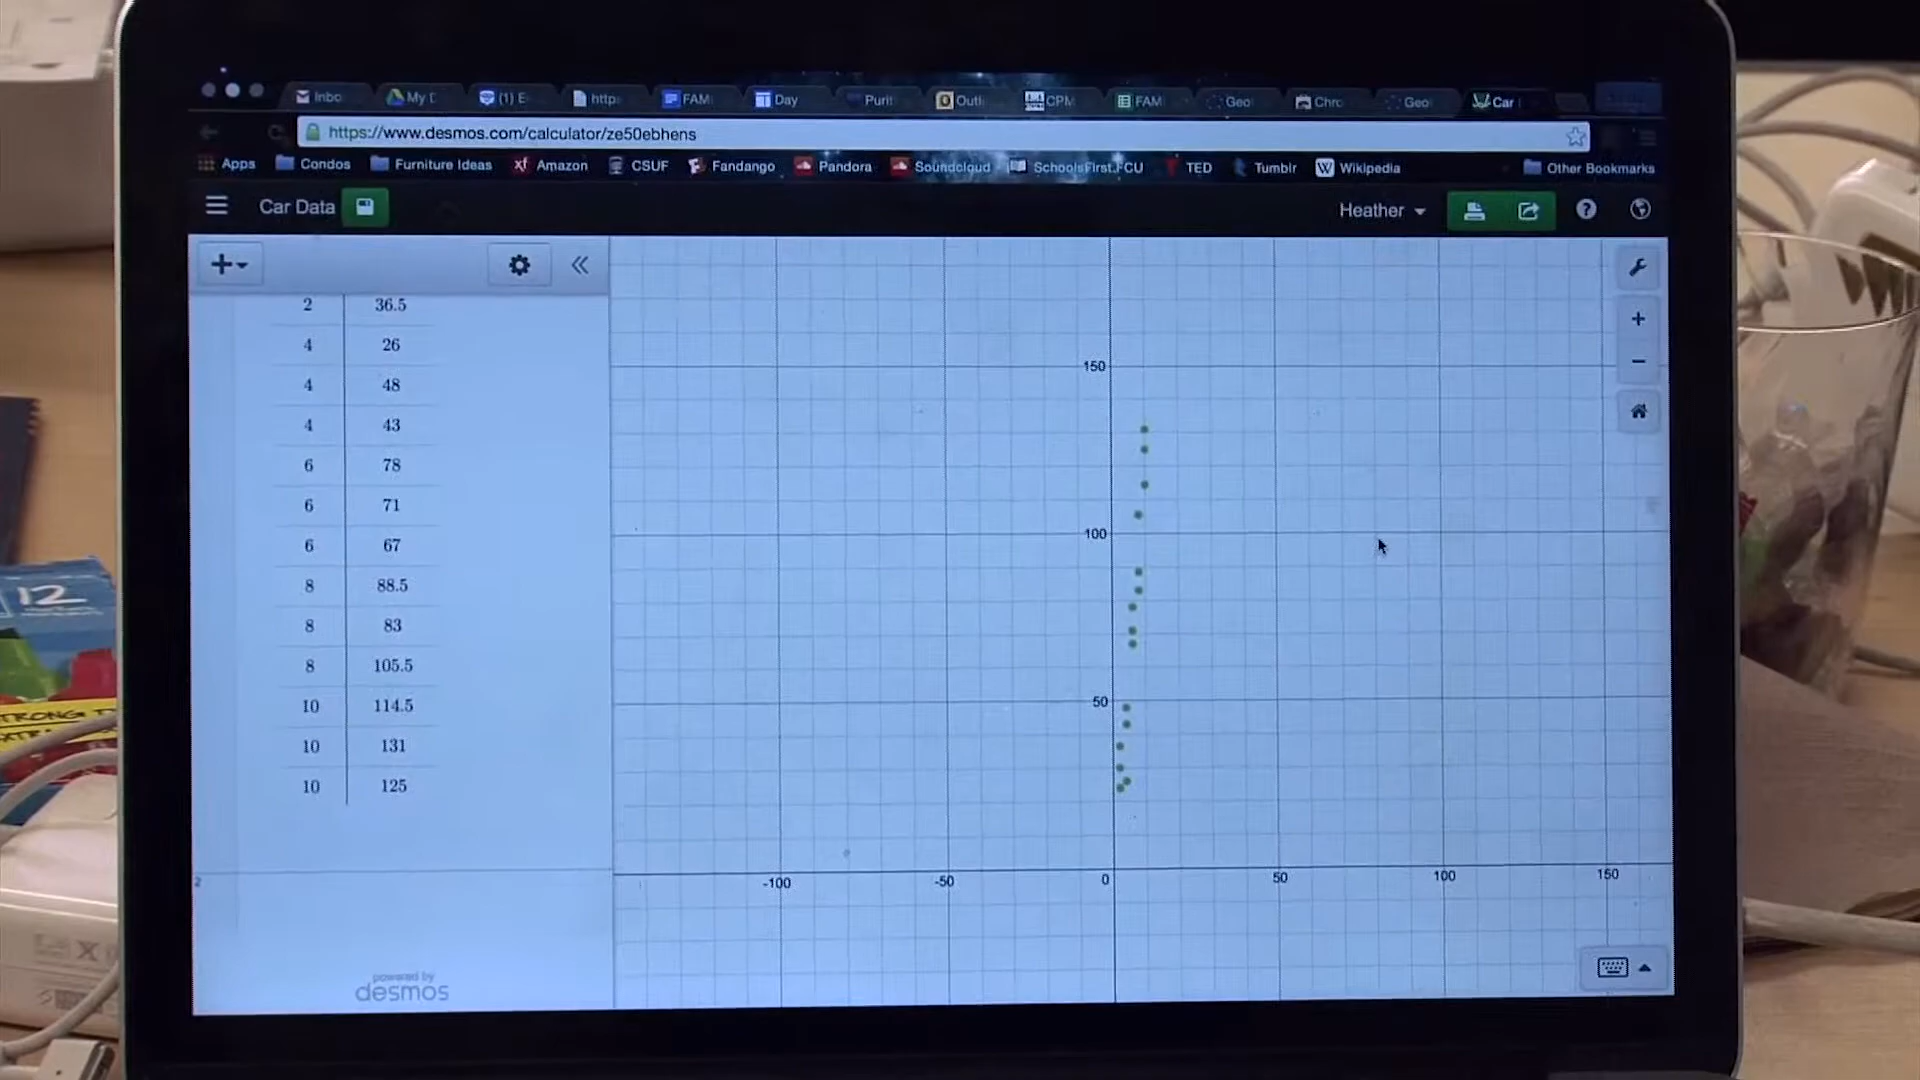 Inbo
My D
(1) E
http:
FAM
Day
Purit
Outl
CPM
FAM
Geo
Chro
Geo
Car
https://www.desmos.com/calculator/ze50ebhens
Apps Condos Furniture Ideas Amazon CSUF Fandango Pandora Soundcloud SchoolsFirst FCU TED Tumblr Wikipedia Other Bookmarks
Car Data
Heather
2 36.5
4 26
4 48
4 43
6 78
6 71
6 67
8 88.5
8 83
8 105.5
10 114.5
10 131
10 125
2
powered by
desmos
150
100
50
-100 -50 0 50 100 150
12